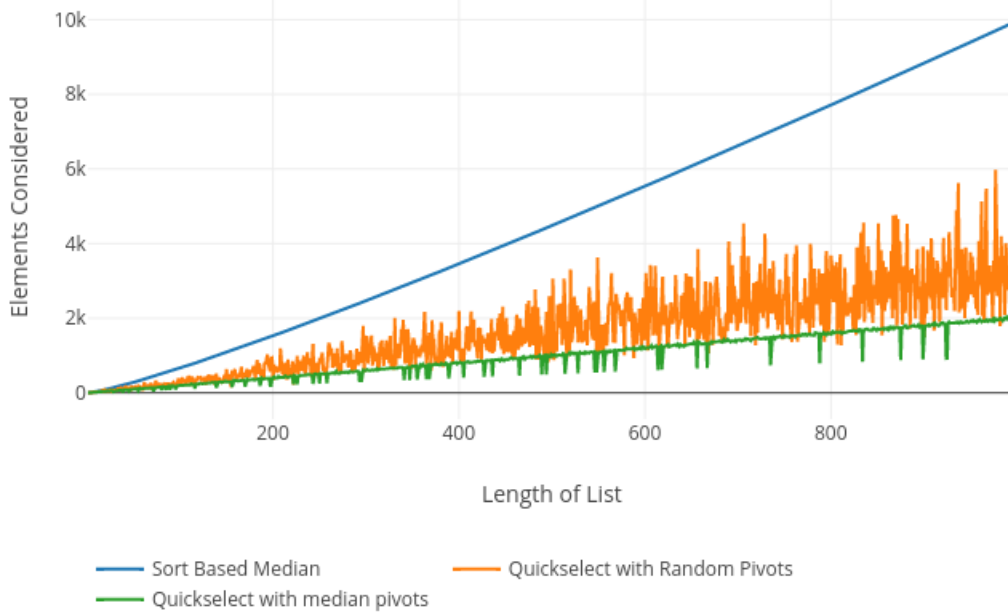 10k
8k
6k
4k
2k
0
Elements Considered
200 400 600 800
Length of List
Sort Based Median Quickselect with Random Pivots
Quickselect with median pivots